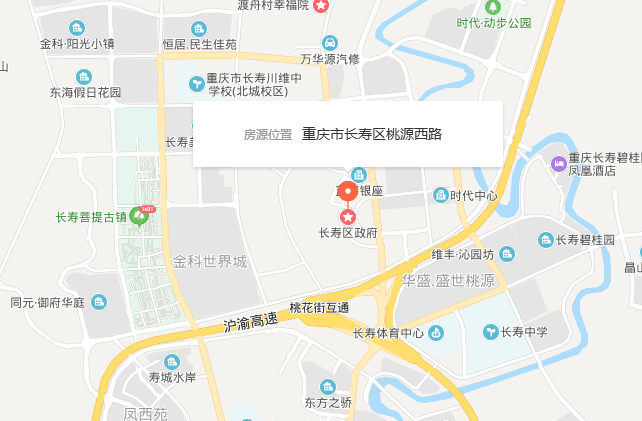 渡舟村幸福院
时代·动步公园
金科·阳光小镇
恒居.民生佳苑
万华源汽修
重庆市长寿川维中
学校(北城校区)
东海假日花园
山
房源位置 重庆市长寿区桃源西路
长寿
重庆长寿碧桂
凤凰酒店
银座
时代中心
长寿菩提古镇
HOT
长寿区政府
长寿碧桂园
维丰·沁园坊
金科世界城
华盛.盛世桃源
晶山
同元·御府华庭
桃花街互通
沪渝高速
长寿体育中心
长寿中学
寿城水岸
东方之骄
凤西苑